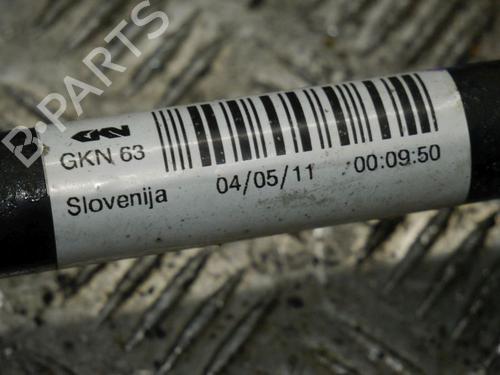 B-PARTS
GKN
GKN 63
Slovenija 04/05/11 00:09:50